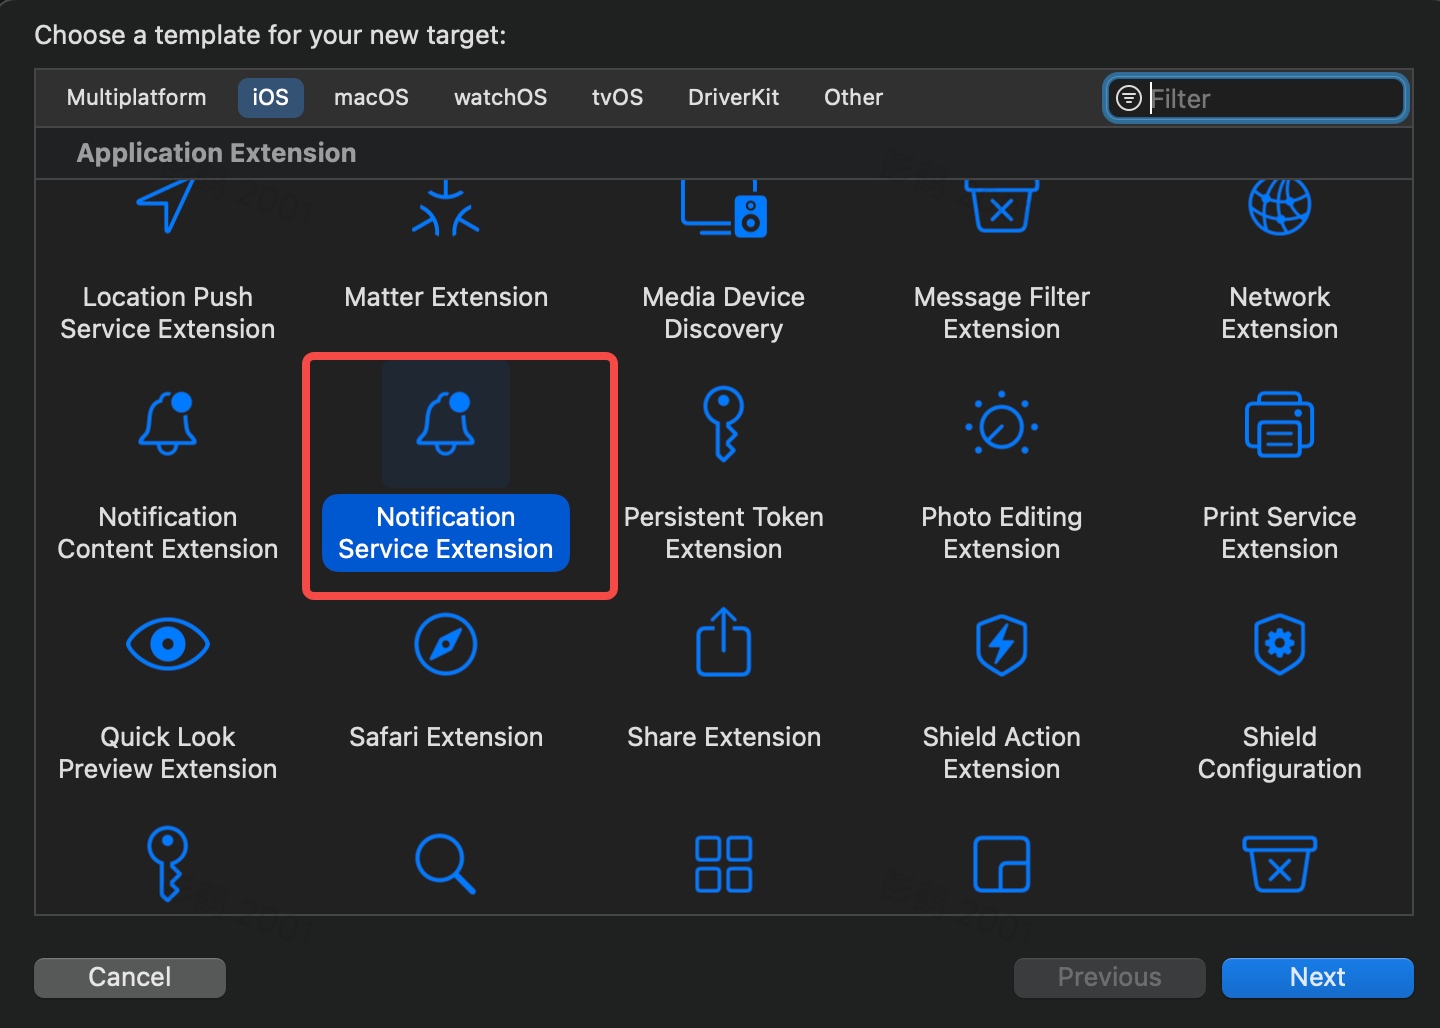 Choose a template for your new target:
Multiplatform iOS macOS watchOS tvOS DriverKit Other
Filter
Application Extension
Location Push
Service Extension
Matter Extension
Media Device
Discovery
Message Filter
Extension
Network
Extension
Notification
Content Extension
Notification
Service Extension
Persistent Token
Extension
Photo Editing
Extension
Print Service
Extension
Quick Look
Preview Extension
Safari Extension
Share Extension
Shield Action
Extension
Shield
Configuration
Cancel
Previous
Next